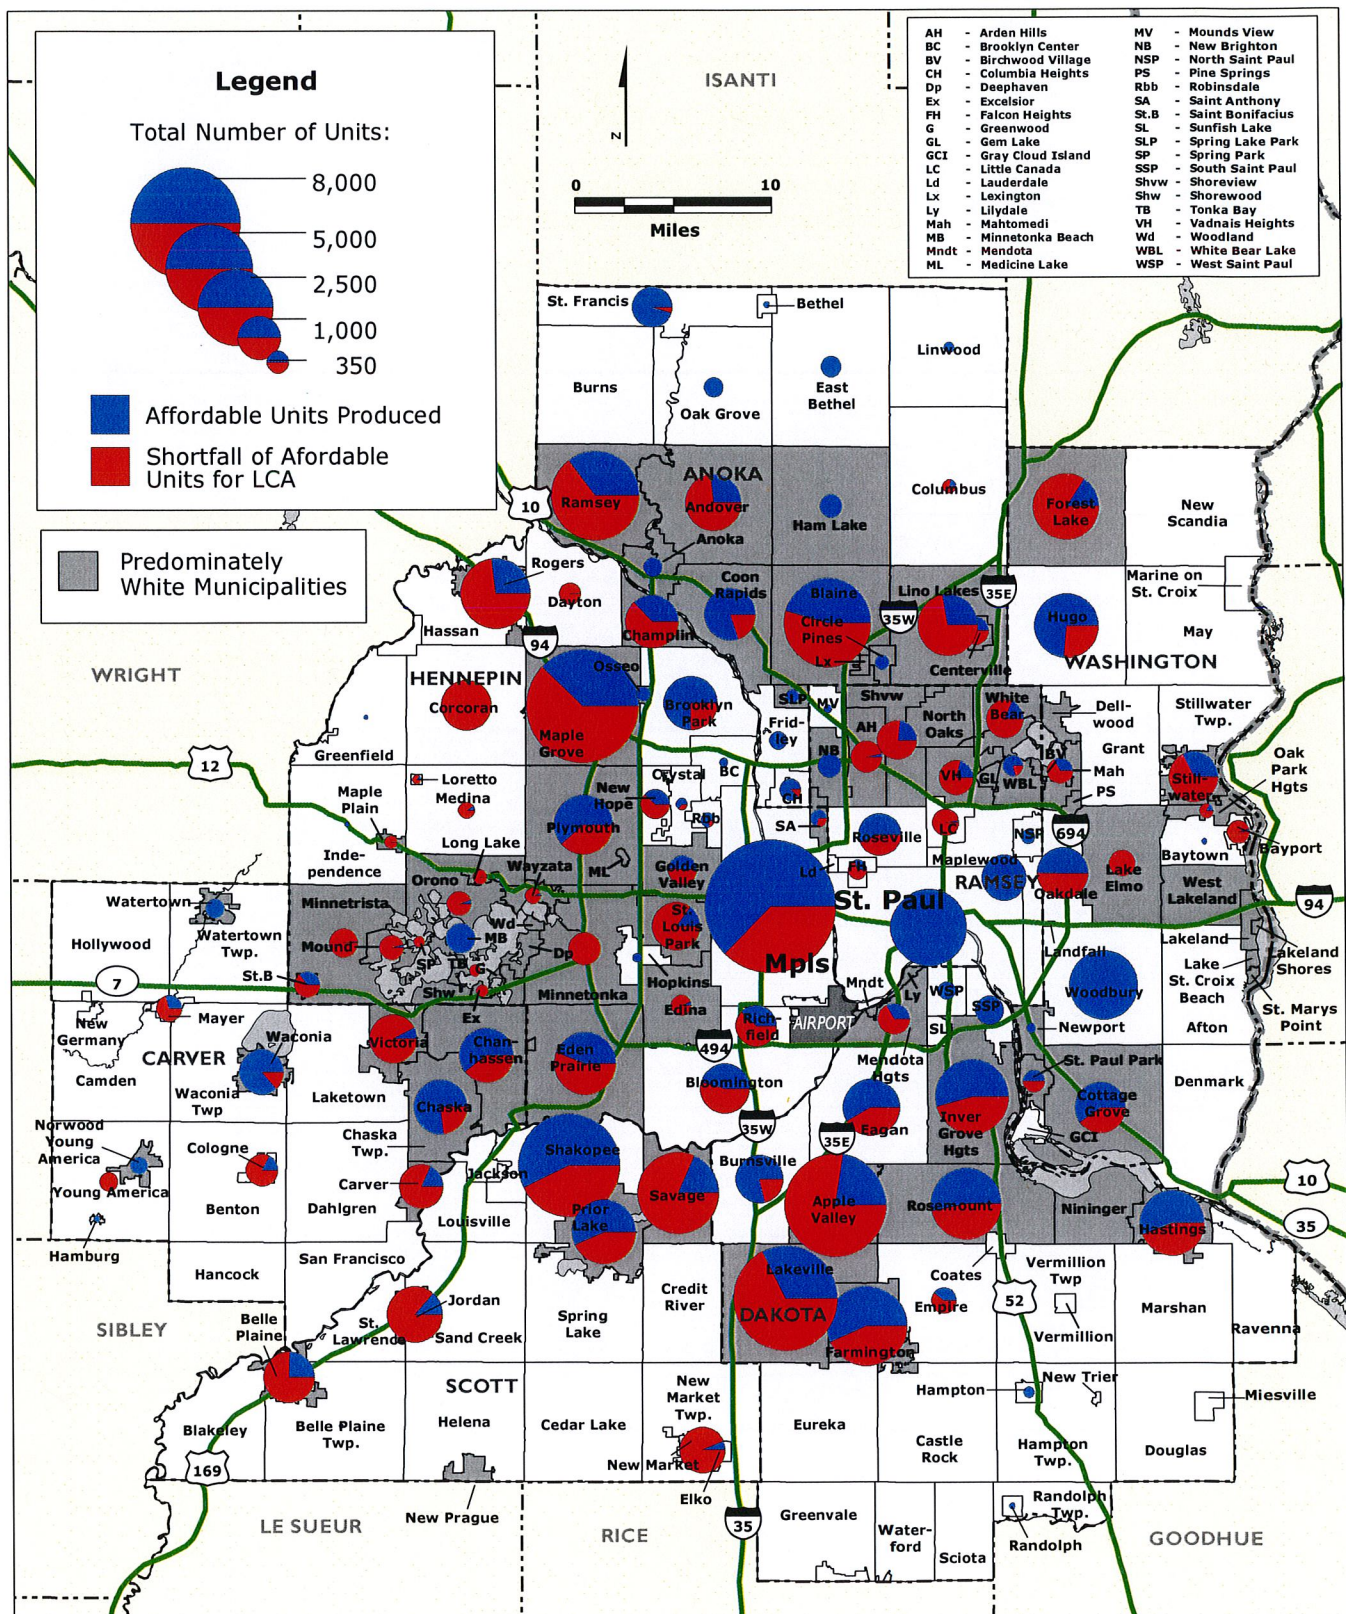 Legend
Total Number of Units:
8,000
5,000
2,500
1,000
350
Affordable Units Produced
Shortfall of Afordable
Units for LCA
Predominately
White Municipalities
ISANTI
N
0 10
Miles
AH - Arden Hills
BC - Brooklyn Center
BV - Birchwood Village
CH - Columbia Heights
Dp - Deephaven
Ex - Excelsior
FH - Falcon Heights
G - Greenwood
GL - Gem Lake
GCI - Gray Cloud Island
LC - Little Canada
Ld - Lauderdale
Lx - Lexington
Ly - Lilydale
Mah - Mahtomedi
MB - Minnetonka Beach
Mndt - Mendota
ML - Medicine Lake
MV - Mounds View
NB - New Brighton
NSP - North Saint Paul
PS - Pine Springs
Rbb - Robinsdale
SA - Saint Anthony
St.B - Saint Bonifacius
SL - Sunfish Lake
SLP - Spring Lake Park
SP - Spring Park
SSP - South Saint Paul
Shvw - Shoreview
Shw - Shorewood
TB - Tonka Bay
VH - Vadnais Heights
Wd - Woodland
WBL - White Bear Lake
WSP - West Saint Paul
St. Francis
Bethel
Linwood
Burns
Oak Grove
East
Bethel
ANOKA
Columbus
Ramsey
Andover
Ham Lake
Forest
Lake
New
Scandia
10
Anoka
Rogers
Dayton
Coon
Rapids
Blaine
Lino Lakes
35E
Marine on
St. Croix
Hassan
94
Champlin
Circle
Pines
35W
Hugo
May
Lx
Centerville
WASHINGTON
WRIGHT
HENNEPIN
Osseo
Corcoran
Brooklyn
Park
SLP
MV
Shvw
White
Bear
Dell-
wood
Stillwater
Twp.
Maple
Grove
Frid-
ley
AH
North
Oaks
NB
Grant
Greenfield
12
BV
Oak
Park
Hgts
Loretto
Crystal
BC
VH
GL
WBL
Mah
Still-
water
Maple
Plain
Medina
New
Hope
CH
PS
Plymouth
Rbb
SA
Roseville
LC
NSP
694
Long Lake
Baytown
Bayport
Inde-
pendence
Wayzata
ML
Golden
Valley
Ld
FH
Maplewood
RAMSEY
Oakdale
Lake
Elmo
West
Lakeland
Orono
Minnetrista
St. Paul
94
Watertown
Wd
St.
Louis
Park
Hollywood
Watertown
Twp.
Mound
MB
Landfall
Lakeland
Lakeland
Shores
SP
TB
G
Dp
Mpls
Hopkins
7
St.B
Shw
Minnetonka
Mndt
Ly
WSP
SSP
Woodbury
Lake
St. Croix
Beach
St. Marys
Point
Ex
Edina
Rich-
field
AIRPORT
SL
Newport
Afton
New
Germany
Mayer
Waconia
Victoria
Chan-
hassen
Eden
Prairie
494
Mendota
Hgts
St. Paul Park
CARVER
Camden
Waconia
Twp
Laketown
Bloomington
Denmark
Chaska
35W
35E
Eagan
Inver
Grove
Hgts
Cottage
Grove
GCI
Norwood
Young
America
Cologne
Chaska
Twp.
Shakopee
Burnsville
Young America
Carver
Jackson
Savage
Apple
Valley
Rosemount
Nininger
10
Benton
Dahlgren
Louisville
Prior
Lake
35
Hastings
Hamburg
San Francisco
Hancock
Credit
River
Lakeville
Coates
Vermillion
Twp
SIBLEY
Jordan
St.
Lawrence
Sand Creek
Spring
Lake
DAKOTA
Empire
52
Vermillion
Marshan
Ravenna
Belle
Plaine
Farmington
SCOTT
New
Market
Twp.
Hampton
New Trier
Miesville
Blakeley
Belle Plaine
Twp.
Helena
Cedar Lake
Eureka
Castle
Rock
Hampton
Twp.
Douglas
169
New Market
Elko
New Prague
LE SUEUR
RICE
35
Greenvale
Water-
ford
Sciota
Randolph
Twp.
Randolph
GOODHUE